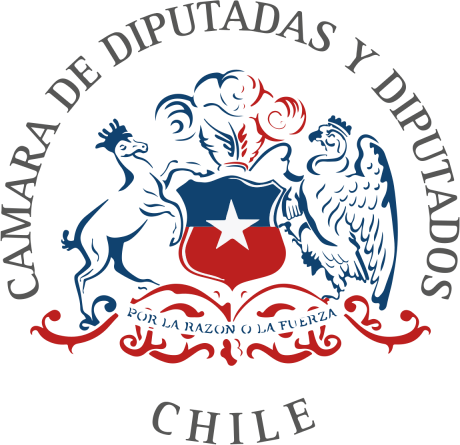 CAMARA DE DIPUTADAS Y DIPUTADOS
POR LA RAZON O LA FUERZA
CHILE